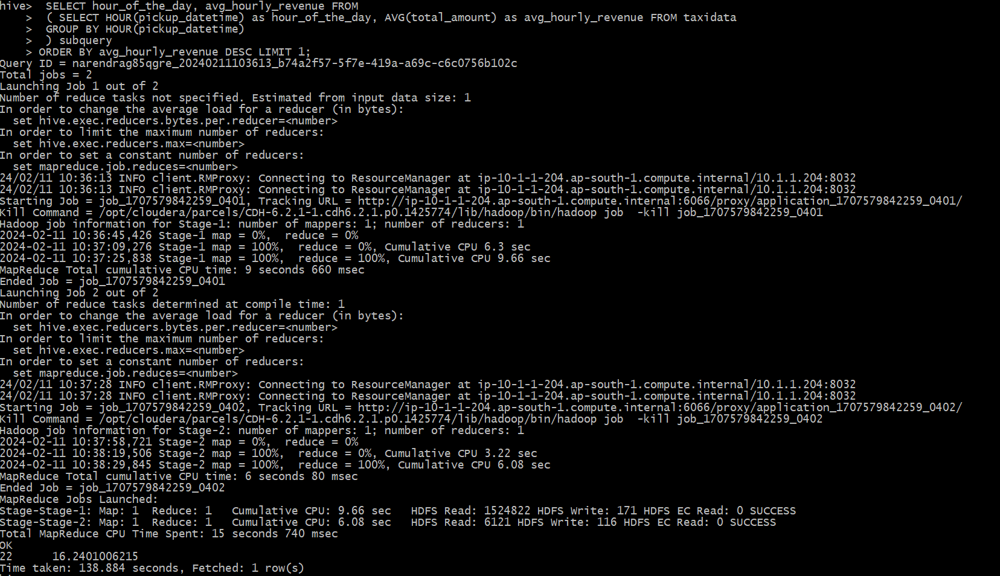 hive>  SELECT hour_of_the_day, avg_hourly_revenue FROM
    >  ( SELECT HOUR(pickup_datetime) as hour_of_the_day, AVG(total_amount) as avg_hourly_revenue FROM taxidata
    >  GROUP BY HOUR(pickup_datetime)
    >  ) subquery
    > ORDER BY avg_hourly_revenue DESC LIMIT 1;
Query ID = narendrag85qgre_20240211103613_b74a2f57-5f7e-419a-a69c-c6c0756b102c
Total jobs = 2
Launching Job 1 out of 2
Number of reduce tasks not specified. Estimated from input data size: 1
In order to change the average load for a reducer (in bytes):
  set hive.exec.reducers.bytes.per.reducer=<number>
In order to limit the maximum number of reducers:
  set hive.exec.reducers.max=<number>
In order to set a constant number of reducers:
  set mapreduce.job.reduces=<number>
24/02/11 10:36:13 INFO client.RMProxy: Connecting to ResourceManager at ip-10-1-1-204.ap-south-1.compute.internal/10.1.1.204:8032
24/02/11 10:36:13 INFO client.RMProxy: Connecting to ResourceManager at ip-10-1-1-204.ap-south-1.compute.internal/10.1.1.204:8032
Starting Job = job_1707579842259_0401, Tracking URL = http://ip-10-1-1-204.ap-south-1.compute.internal:6066/proxy/application_1707579842259_0401/
Kill Command = /opt/cloudera/parcels/CDH-6.2.1-1.cdh6.2.1.p0.1425774/lib/hadoop/bin/hadoop job  -kill job_1707579842259_0401
Hadoop job information for Stage-1: number of mappers: 1; number of reducers: 1
2024-02-11 10:36:45,426 Stage-1 map = 0%,  reduce = 0%
2024-02-11 10:37:09,276 Stage-1 map = 100%,  reduce = 0%, Cumulative CPU 6.3 sec
2024-02-11 10:37:25,838 Stage-1 map = 100%,  reduce = 100%, Cumulative CPU 9.66 sec
MapReduce Total cumulative CPU time: 9 seconds 660 msec
Ended Job = job_1707579842259_0401
Launching Job 2 out of 2
Number of reduce tasks determined at compile time: 1
In order to change the average load for a reducer (in bytes):
  set hive.exec.reducers.bytes.per.reducer=<number>
In order to limit the maximum number of reducers:
  set hive.exec.reducers.max=<number>
In order to set a constant number of reducers:
  set mapreduce.job.reduces=<number>
24/02/11 10:37:28 INFO client.RMProxy: Connecting to ResourceManager at ip-10-1-1-204.ap-south-1.compute.internal/10.1.1.204:8032
24/02/11 10:37:28 INFO client.RMProxy: Connecting to ResourceManager at ip-10-1-1-204.ap-south-1.compute.internal/10.1.1.204:8032
Starting Job = job_1707579842259_0402, Tracking URL = http://ip-10-1-1-204.ap-south-1.compute.internal:6066/proxy/application_1707579842259_0402/
Kill Command = /opt/cloudera/parcels/CDH-6.2.1-1.cdh6.2.1.p0.1425774/lib/hadoop/bin/hadoop job  -kill job_1707579842259_0402
Hadoop job information for Stage-2: number of mappers: 1; number of reducers: 1
2024-02-11 10:37:58,721 Stage-2 map = 0%,  reduce = 0%
2024-02-11 10:38:19,506 Stage-2 map = 100%,  reduce = 0%, Cumulative CPU 3.22 sec
2024-02-11 10:38:29,845 Stage-2 map = 100%,  reduce = 100%, Cumulative CPU 6.08 sec
MapReduce Total cumulative CPU time: 6 seconds 80 msec
Ended Job = job_1707579842259_0402
MapReduce Jobs Launched:
Stage-Stage-1: Map: 1  Reduce: 1   Cumulative CPU: 9.66 sec   HDFS Read: 1524822 HDFS Write: 171 HDFS EC Read: 0 SUCCESS
Stage-Stage-2: Map: 1  Reduce: 1   Cumulative CPU: 6.08 sec   HDFS Read: 6121 HDFS Write: 116 HDFS EC Read: 0 SUCCESS
Total MapReduce CPU Time Spent: 15 seconds 740 msec
OK
22      16.2401006215
Time taken: 138.884 seconds, Fetched: 1 row(s)